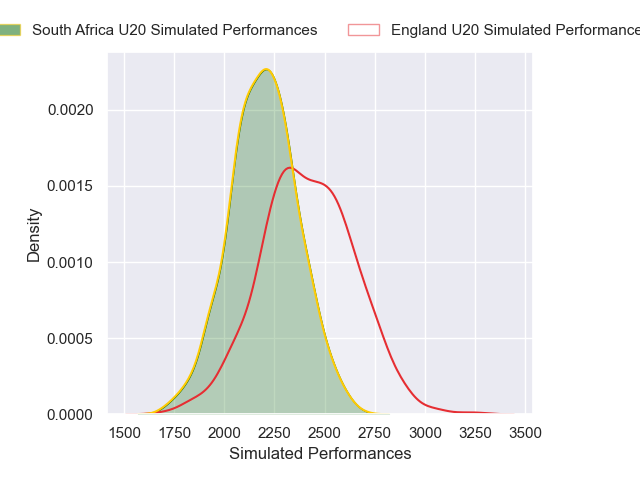 South Africa U20 Simulated Performances England U20 Simulated Performance
0.0020
0.0015
0.0010
0.0005
0.0000
Density
1500 1750 2000 2250 2500 2750 3000 3250 3500
Simulated Performances